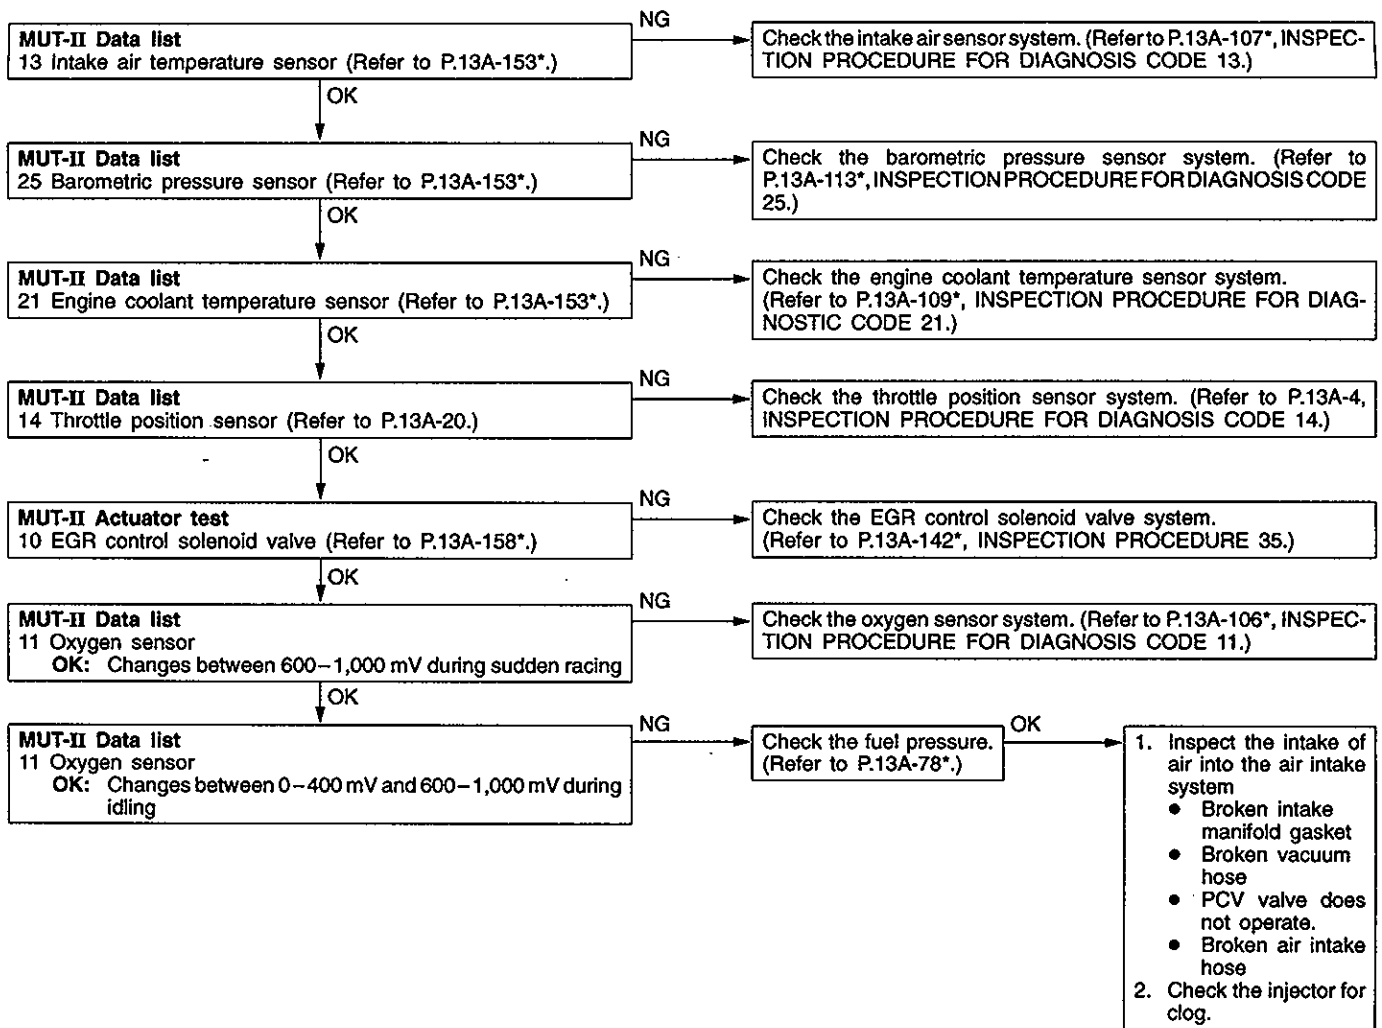 MUT-II Data list
13 Intake air temperature sensor (Refer to P.13A-153*.)
NG
Check the intake air sensor system. (Refer to P.13A-107*, INSPEC-
TION PROCEDURE FOR DIAGNOSIS CODE 13.)
OK
MUT-II Data list
25 Barometric pressure sensor (Refer to P.13A-153*.)
NG
Check the barometric pressure sensor system. (Refer to
P.13A-113*, INSPECTION PROCEDURE FOR DIAGNOSIS CODE
25.)
OK
MUT-II Data list
21 Engine coolant temperature sensor (Refer to P.13A-153*.)
NG
Check the engine coolant temperature sensor system.
(Refer to P.13A-109*, INSPECTION PROCEDURE FOR DIAG-
NOSTIC CODE 21.)
OK
MUT-II Data list
14 Throttle position sensor (Refer to P.13A-20.)
NG
Check the throttle position sensor system. (Refer to P.13A-4,
INSPECTION PROCEDURE FOR DIAGNOSIS CODE 14.)
OK
MUT-II Actuator test
10 EGR control solenoid valve (Refer to P.13A-158*.)
NG
Check the EGR control solenoid valve system.
(Refer to P.13A-142*, INSPECTION PROCEDURE 35.)
OK
MUT-II Data list
11 Oxygen sensor
OK: Changes between 600–1,000 mV during sudden racing
NG
Check the oxygen sensor system. (Refer to P.13A-106*, INSPEC-
TION PROCEDURE FOR DIAGNOSIS CODE 11.)
OK
MUT-II Data list
11 Oxygen sensor
OK: Changes between 0–400 mV and 600–1,000 mV during
idling
NG
Check the fuel pressure.
(Refer to P.13A-78*.)
OK
1. Inspect the intake of
air into the air intake
system
● Broken intake
manifold gasket
● Broken vacuum
hose
● PCV valve does
not operate.
● Broken air intake
hose
2. Check the injector for
clog.